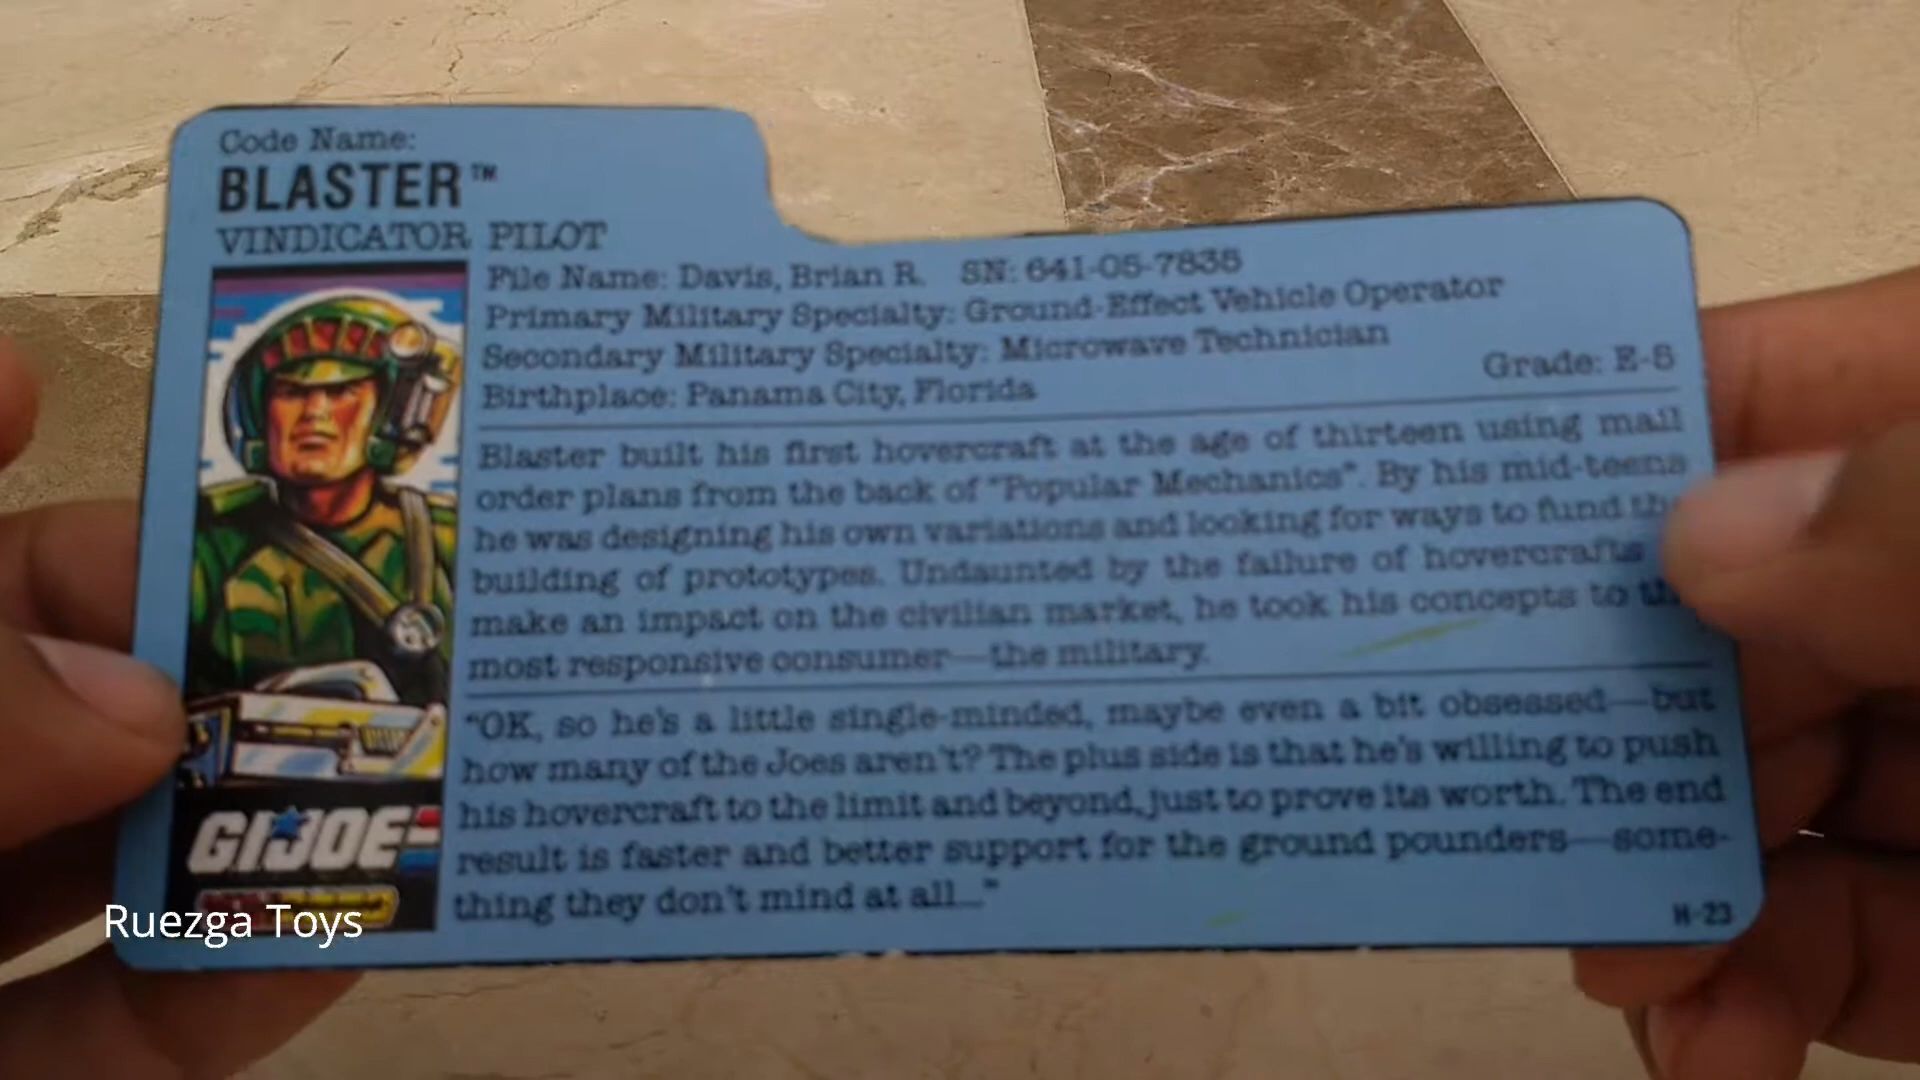 Code Name:
BLASTER™
VINDICATOR PILOT
File Name: Davis, Brian R. SN: 641-05-7835
Primary Military Specialty: Ground-Effect Vehicle Operator
Secondary Military Specialty: Microwave Technician
Birthplace: Panama City, Florida
Grade: E-5
Blaster built his first hovercraft at the age of thirteen using mail
order plans from the back of "Popular Mechanics". By his mid-teens
he was designing his own variations and looking for ways to fund
building of prototypes. Undaunted by the failure of hovercrafts
make an impact on the civilian market, he took his concepts to
most responsive consumer—the military.
"OK, so he's a little single-minded, maybe even a bit obsessed—but
how many of the Joes aren't? The plus side is that he's willing to push
his hovercraft to the limit and beyond, just to prove its worth. The end
result is faster and better support for the ground pounders—some-
thing they don't mind at all..."
GI JOE
Ruezga Toys
H-23